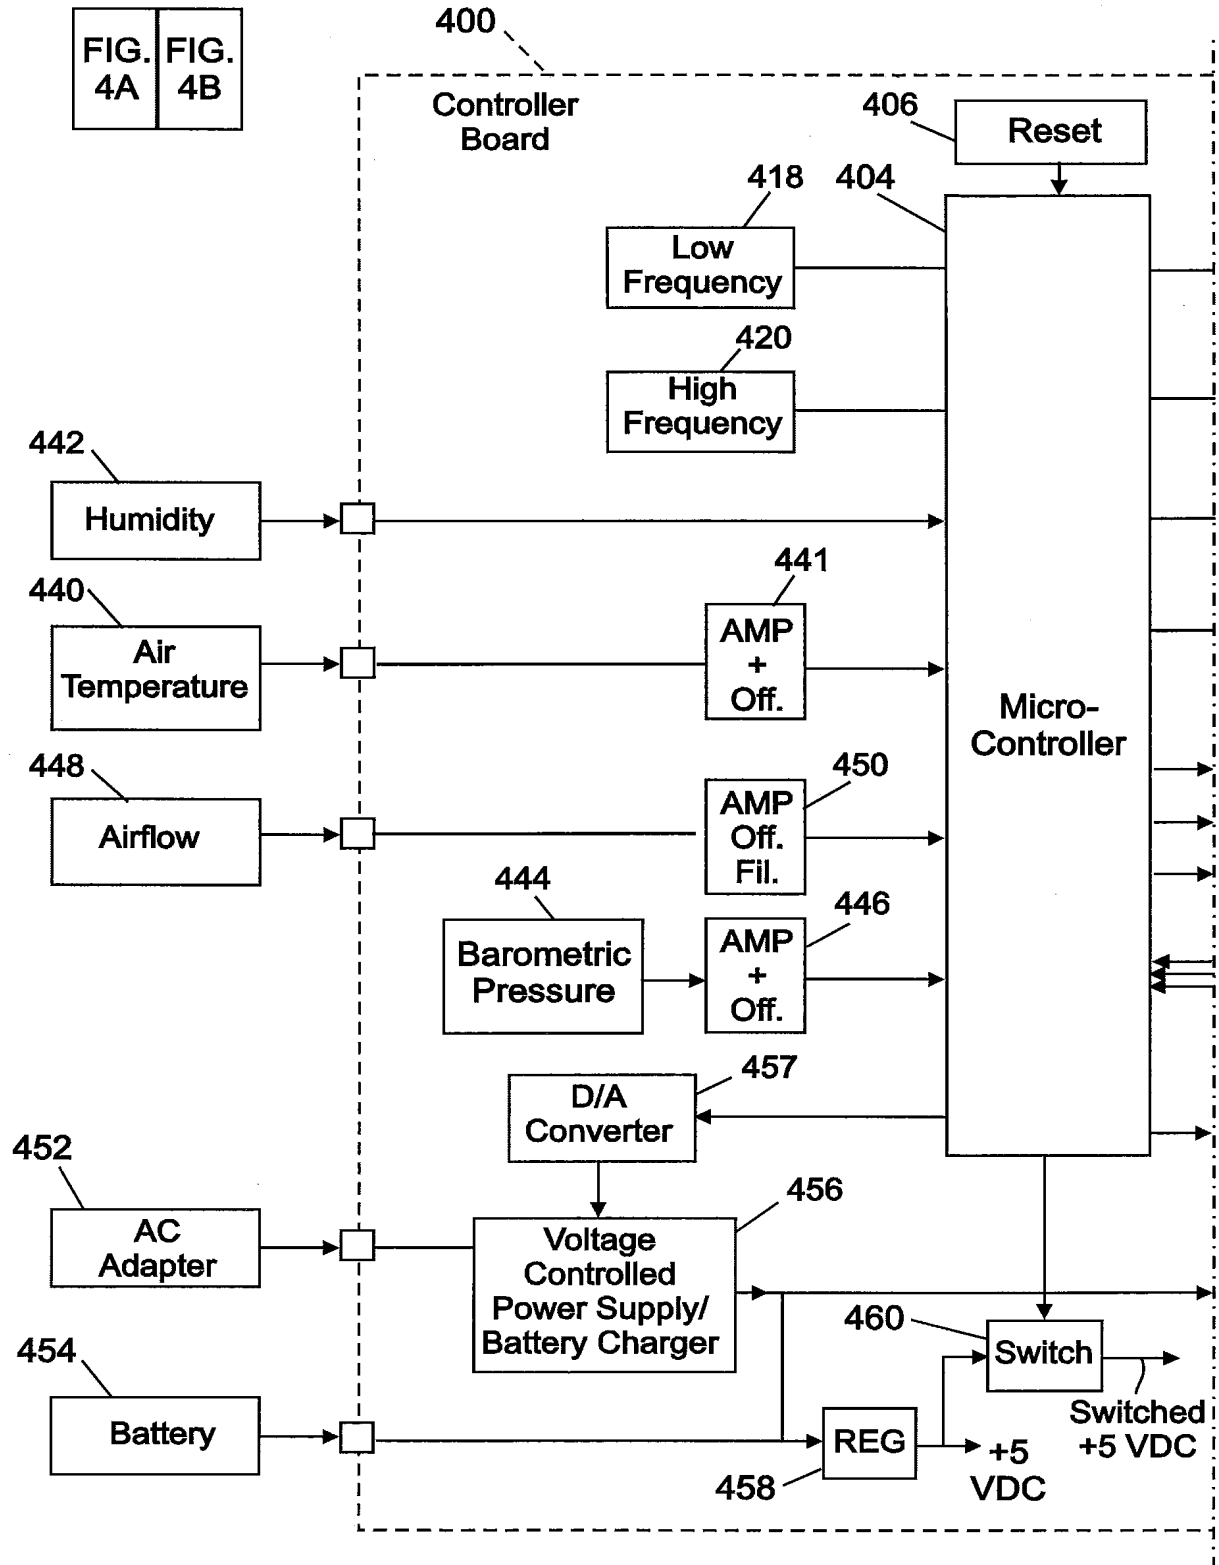 400
FIG. FIG.
4A 4B
Controller
Board
406
Reset
418
404
Low
Frequency
420
High
Frequency
442
Humidity
441
440
AMP
+
Off.
Air
Temperature
Micro-
Controller
448
450
AMP
Off.
Fil.
Airflow
444
446
Barometric
Pressure
AMP
+
Off.
457
D/A
Converter
452
456
AC
Adapter
Voltage
Controlled
Power Supply/
Battery Charger
460
Switch
454
Switched
+5 VDC
Battery
REG
+5
VDC
458